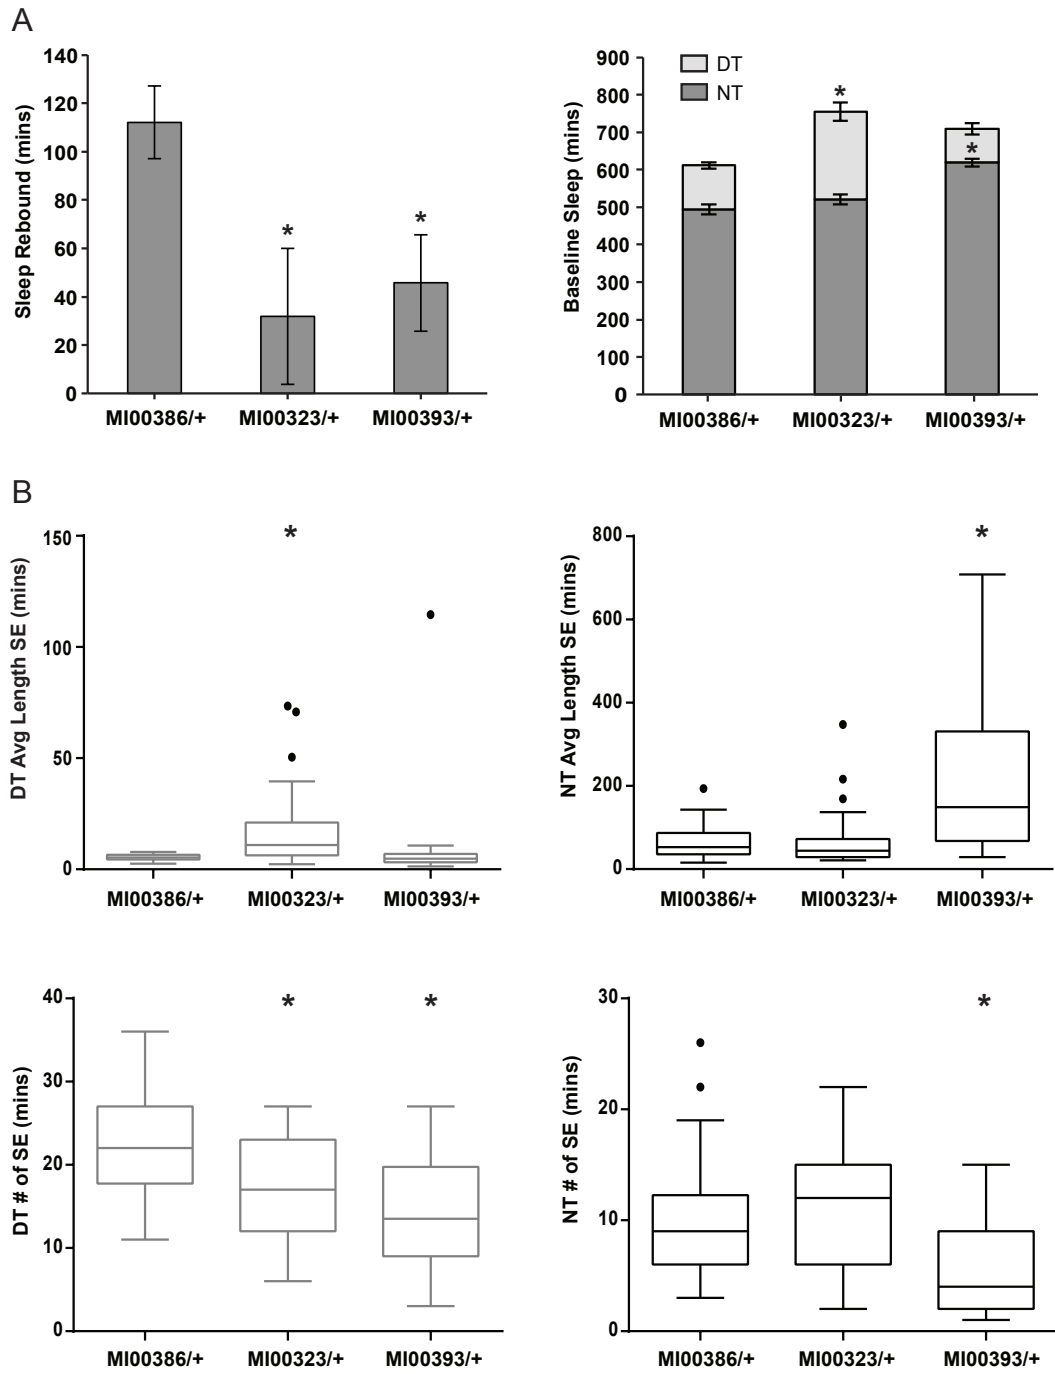 A
Sleep Rebound (mins)
140
120
100
80
60
40
20
0
*
*
MI00386/+ MI00323/+ MI00393/+
Baseline Sleep (mins)
900
800
700
600
500
400
300
200
100
0
DT
NT
*
*
MI00386/+ MI00323/+ MI00393/+
B
DT Avg Length SE (mins)
150
100
50
0
*
MI00386/+ MI00323/+ MI00393/+
NT Avg Length SE (mins)
800
600
400
200
0
*
MI00386/+ MI00323/+ MI00393/+
DT # of SE (mins)
40
30
20
10
0
*
*
MI00386/+ MI00323/+ MI00393/+
NT # of SE (mins)
30
20
10
0
*
MI00386/+ MI00323/+ MI00393/+